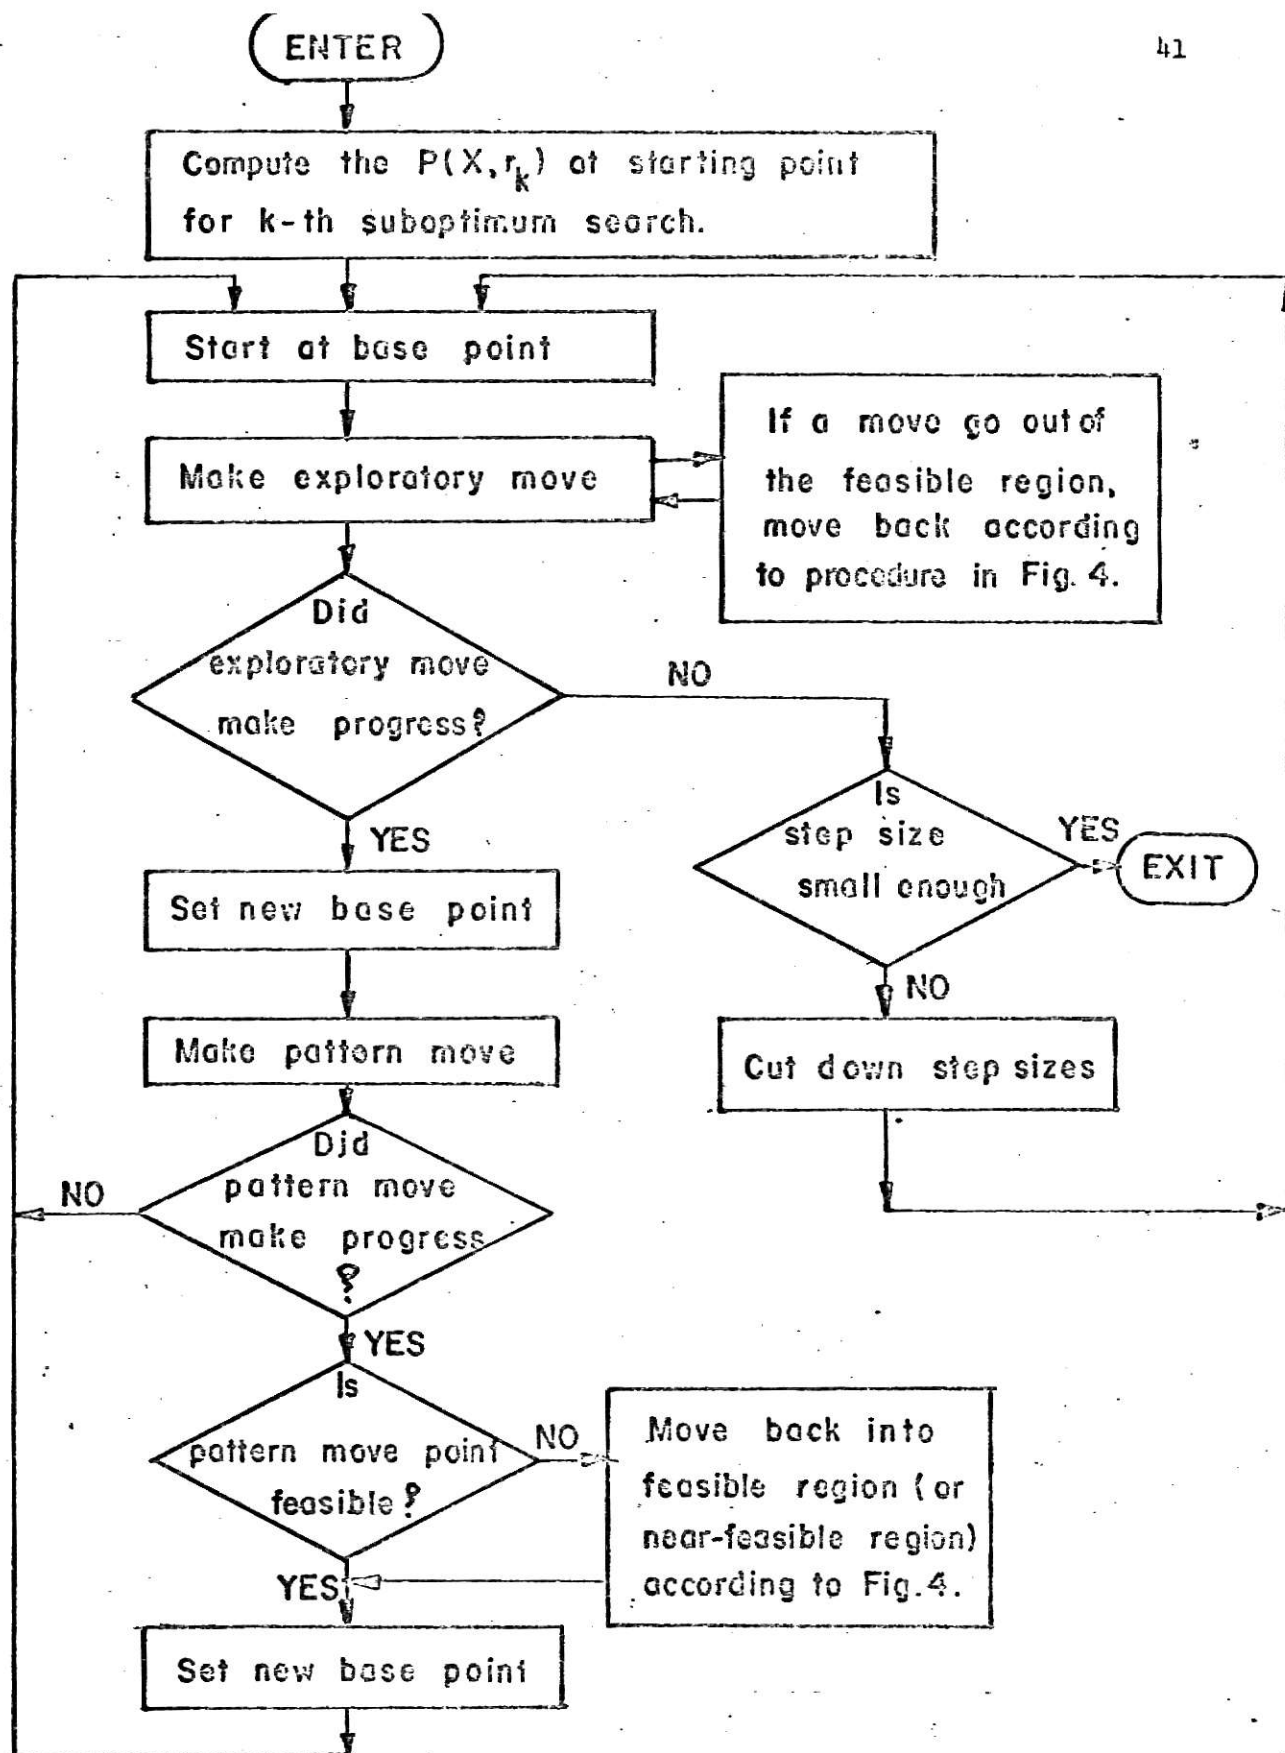 41
ENTER
Compute the P(X, r_k) at starting point
for k-th suboptimum search.
Start at base point
Make exploratory move
If a move go out of
the feasible region,
move back according
to procedure in Fig. 4.
Did
exploratory move
make progress?
NO
YES
Is
step size
small enough
YES
EXIT
NO
Cut down step sizes
Set new base point
Make pattern move
Did
pattern move
make progress
?
NO
YES
Is
pattern move point
feasible?
NO
Move back into
feasible region (or
near-feasible region)
according to Fig. 4.
YES
Set new base point